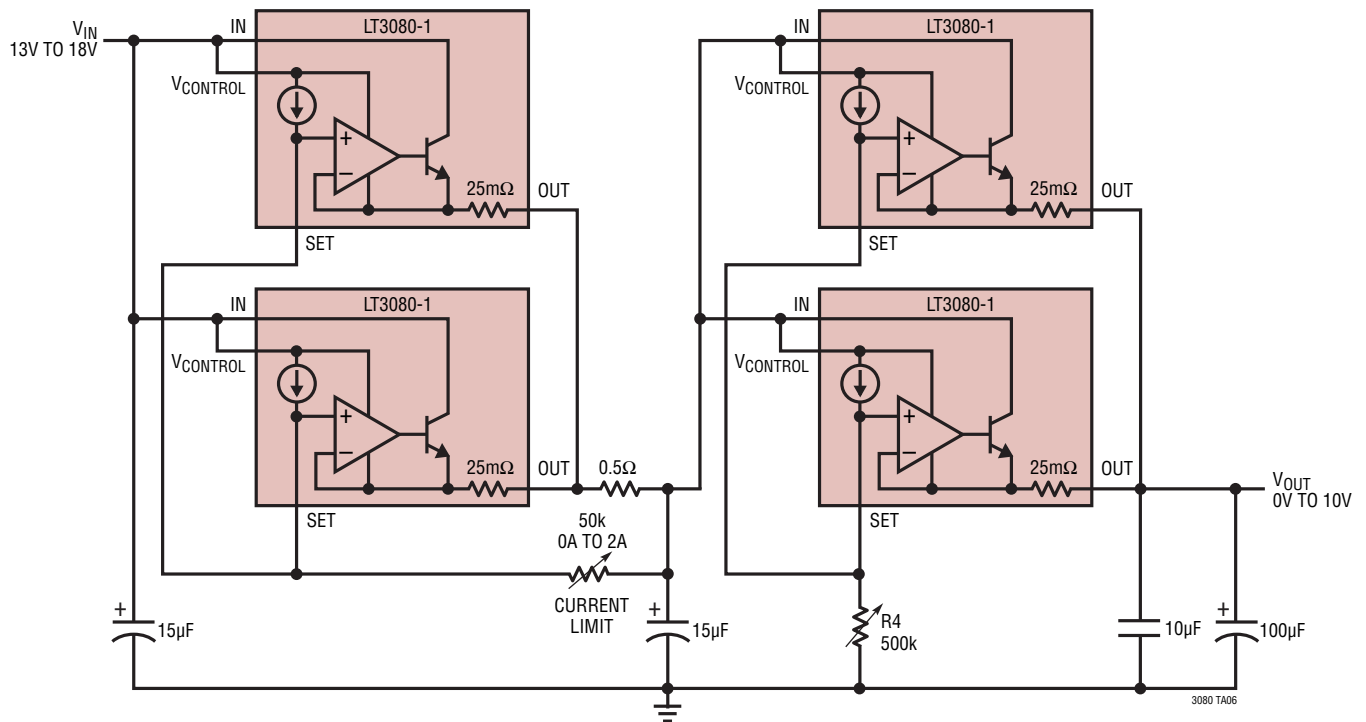 VIN
13V TO 18V
IN
LT3080-1
VCONTROL
+
–
25mΩ
OUT
SET
IN
LT3080-1
VCONTROL
+
–
25mΩ
OUT
SET
0.5Ω
50k
0A TO 2A
CURRENT
LIMIT
+
15µF
+
15µF
IN
LT3080-1
VCONTROL
+
–
25mΩ
OUT
SET
IN
LT3080-1
VCONTROL
+
–
25mΩ
OUT
SET
VOUT
0V TO 10V
R4
500k
10µF
+
100µF
3080 TA06